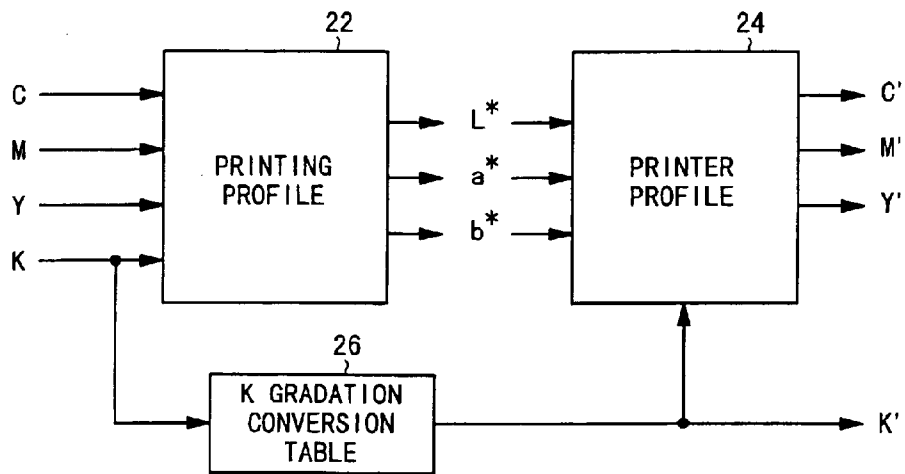 22
24
C
M
Y
K
PRINTING
PROFILE
L*
a*
b*
PRINTER
PROFILE
C'
M'
Y'
26
K GRADATION
CONVERSION
TABLE
K'